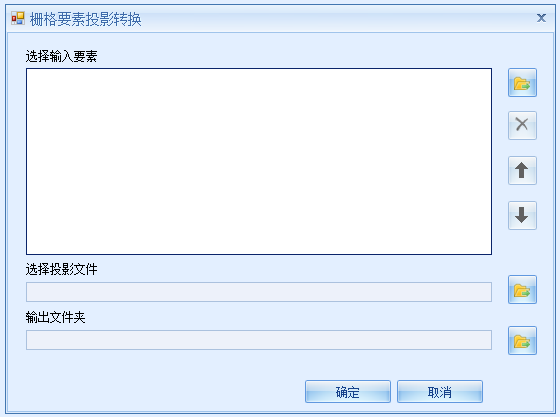 栅格要素投影转换
选择输入要素
选择投影文件
输出文件夹
确定 取消